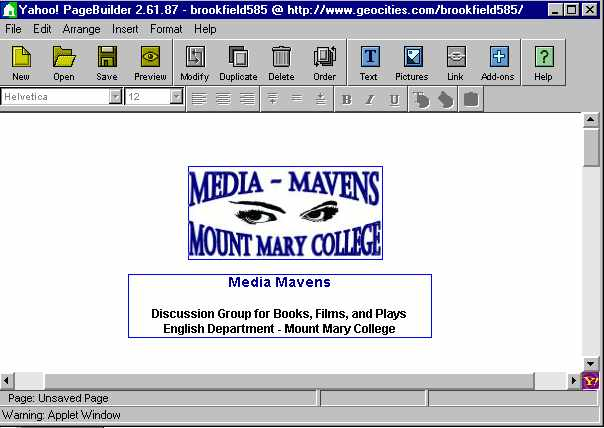 Yahoo! PageBuilder 2.61.87 - brookfield585 @ http://www.geocities.com/brookfield585/
File Edit Arrange Insert Format Help
New Open Save Preview Modify Duplicate Delete Order Text Pictures Link Add-ons Help
Helvetica 12 B I U
MEDIA ~ MAVENS
MOUNT MARY COLLEGE
Media Mavens
Discussion Group for Books, Films, and Plays
English Department - Mount Mary College
Y!
Page: Unsaved Page
Warning: Applet Window